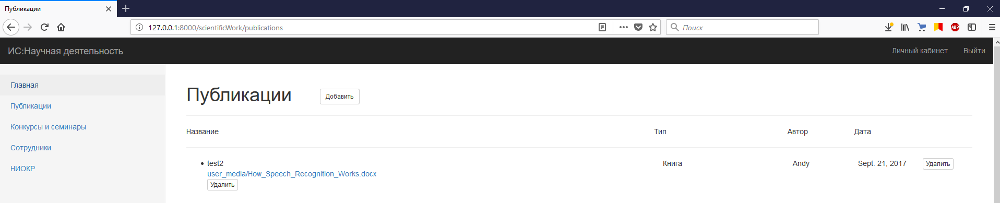 Публикации
127.0.0.1:8000/scientificWork/publications
Поиск
ABP
ИС:Научная деятельность
Личный кабинет
Выйти
Главная
Публикации
Конкурсы и семинары
Сотрудники
НИОКР
Публикации
Добавить
Название Тип Автор Дата
test2 Книга Andy Sept. 21, 2017 Удалить
user_media/How_Speech_Recognition_Works.docx
Удалить